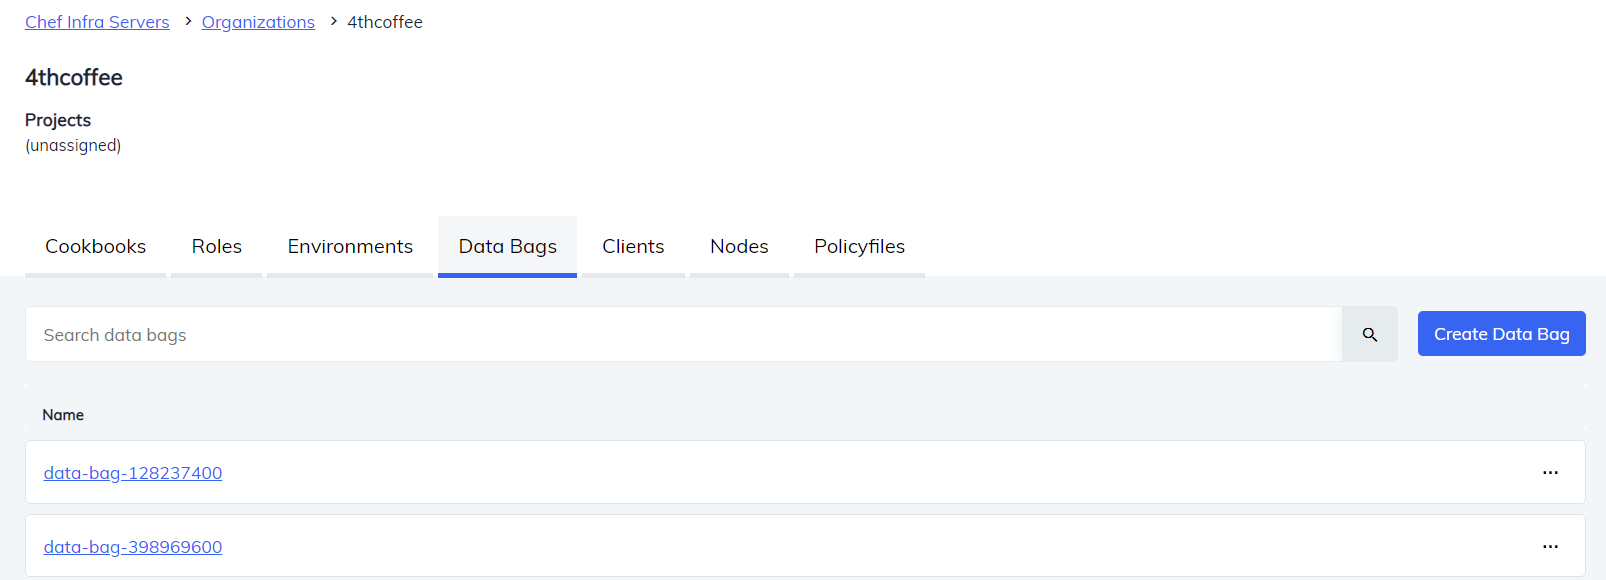 Chef Infra Servers > Organizations > 4thcoffee
4thcoffee
Projects
(unassigned)
Cookbooks Roles Environments Data Bags Clients Nodes Policyfiles
Search data bags Create Data Bag
Name
data-bag-128237400 ...
data-bag-398969600 ...